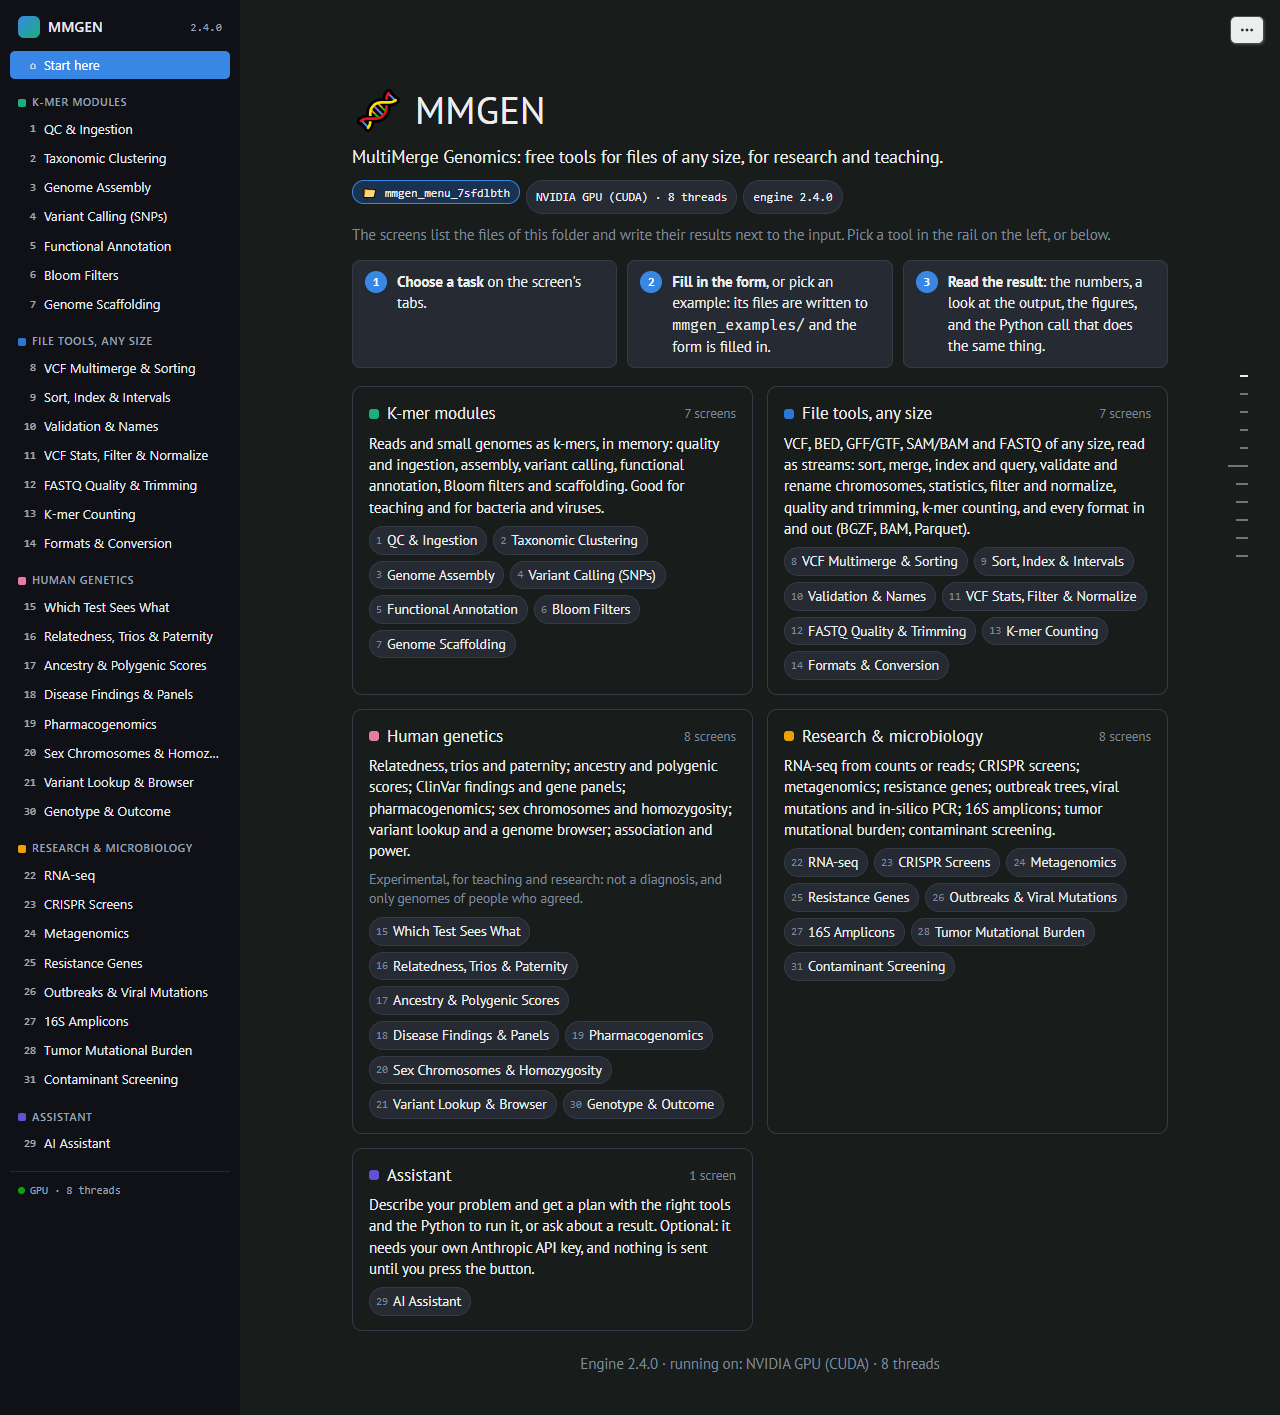 MMGEN
2.4.0
Start here
K-MER MODULES
1 QC & Ingestion
2 Taxonomic Clustering
3 Genome Assembly
4 Variant Calling (SNPs)
5 Functional Annotation
6 Bloom Filters
7 Genome Scaffolding
FILE TOOLS, ANY SIZE
8 VCF Multimerge & Sorting
9 Sort, Index & Intervals
10 Validation & Names
11 VCF Stats, Filter & Normalize
12 FASTQ Quality & Trimming
13 K-mer Counting
14 Formats & Conversion
HUMAN GENETICS
15 Which Test Sees What
16 Relatedness, Trios & Paternity
17 Ancestry & Polygenic Scores
18 Disease Findings & Panels
19 Pharmacogenomics
20 Sex Chromosomes & Homoz...
21 Variant Lookup & Browser
30 Genotype & Outcome
RESEARCH & MICROBIOLOGY
22 RNA-seq
23 CRISPR Screens
24 Metagenomics
25 Resistance Genes
26 Outbreaks & Viral Mutations
27 16S Amplicons
28 Tumor Mutational Burden
31 Contaminant Screening
ASSISTANT
29 AI Assistant
GPU · 8 threads
MMGEN
MultiMerge Genomics: free tools for files of any size, for research and teaching.
mmgen_menu_7sfdlbth
NVIDIA GPU (CUDA) · 8 threads
engine 2.4.0
The screens list the files of this folder and write their results next to the input. Pick a tool in the rail on the left, or below.
1 Choose a task on the screen's
tabs.
2 Fill in the form, or pick an
example: its files are written to
mmgen_examples/ and the
form is filled in.
3 Read the result: the numbers, a
look at the output, the figures,
and the Python call that does
the same thing.
K-mer modules
7 screens
Reads and small genomes as k-mers, in memory: quality
and ingestion, assembly, variant calling, functional
annotation, Bloom filters and scaffolding. Good for
teaching and for bacteria and viruses.
1 QC & Ingestion 2 Taxonomic Clustering
3 Genome Assembly 4 Variant Calling (SNPs)
5 Functional Annotation 6 Bloom Filters
7 Genome Scaffolding
File tools, any size
7 screens
VCF, BED, GFF/GTF, SAM/BAM and FASTQ of any size, read
as streams: sort, merge, index and query, validate and
rename chromosomes, statistics, filter and normalize,
quality and trimming, k-mer counting, and every format in
and out (BGZF, BAM, Parquet).
8 VCF Multimerge & Sorting 9 Sort, Index & Intervals
10 Validation & Names 11 VCF Stats, Filter & Normalize
12 FASTQ Quality & Trimming 13 K-mer Counting
14 Formats & Conversion
Human genetics
8 screens
Relatedness, trios and paternity; ancestry and polygenic
scores; ClinVar findings and gene panels;
pharmacogenomics; sex chromosomes and homozygosity;
variant lookup and a genome browser; association and
power.
Experimental, for teaching and research: not a diagnosis, and
only genomes of people who agreed.
15 Which Test Sees What
16 Relatedness, Trios & Paternity
17 Ancestry & Polygenic Scores
18 Disease Findings & Panels 19 Pharmacogenomics
20 Sex Chromosomes & Homozygosity
21 Variant Lookup & Browser 30 Genotype & Outcome
Research & microbiology
8 screens
RNA-seq from counts or reads; CRISPR screens;
metagenomics; resistance genes; outbreak trees, viral
mutations and in-silico PCR; 16S amplicons; tumor
mutational burden; contaminant screening.
22 RNA-seq 23 CRISPR Screens 24 Metagenomics
25 Resistance Genes 26 Outbreaks & Viral Mutations
27 16S Amplicons 28 Tumor Mutational Burden
31 Contaminant Screening
Assistant
1 screen
Describe your problem and get a plan with the right tools
and the Python to run it, or ask about a result. Optional: it
needs your own Anthropic API key, and nothing is sent
until you press the button.
29 AI Assistant
Engine 2.4.0 · running on: NVIDIA GPU (CUDA) · 8 threads